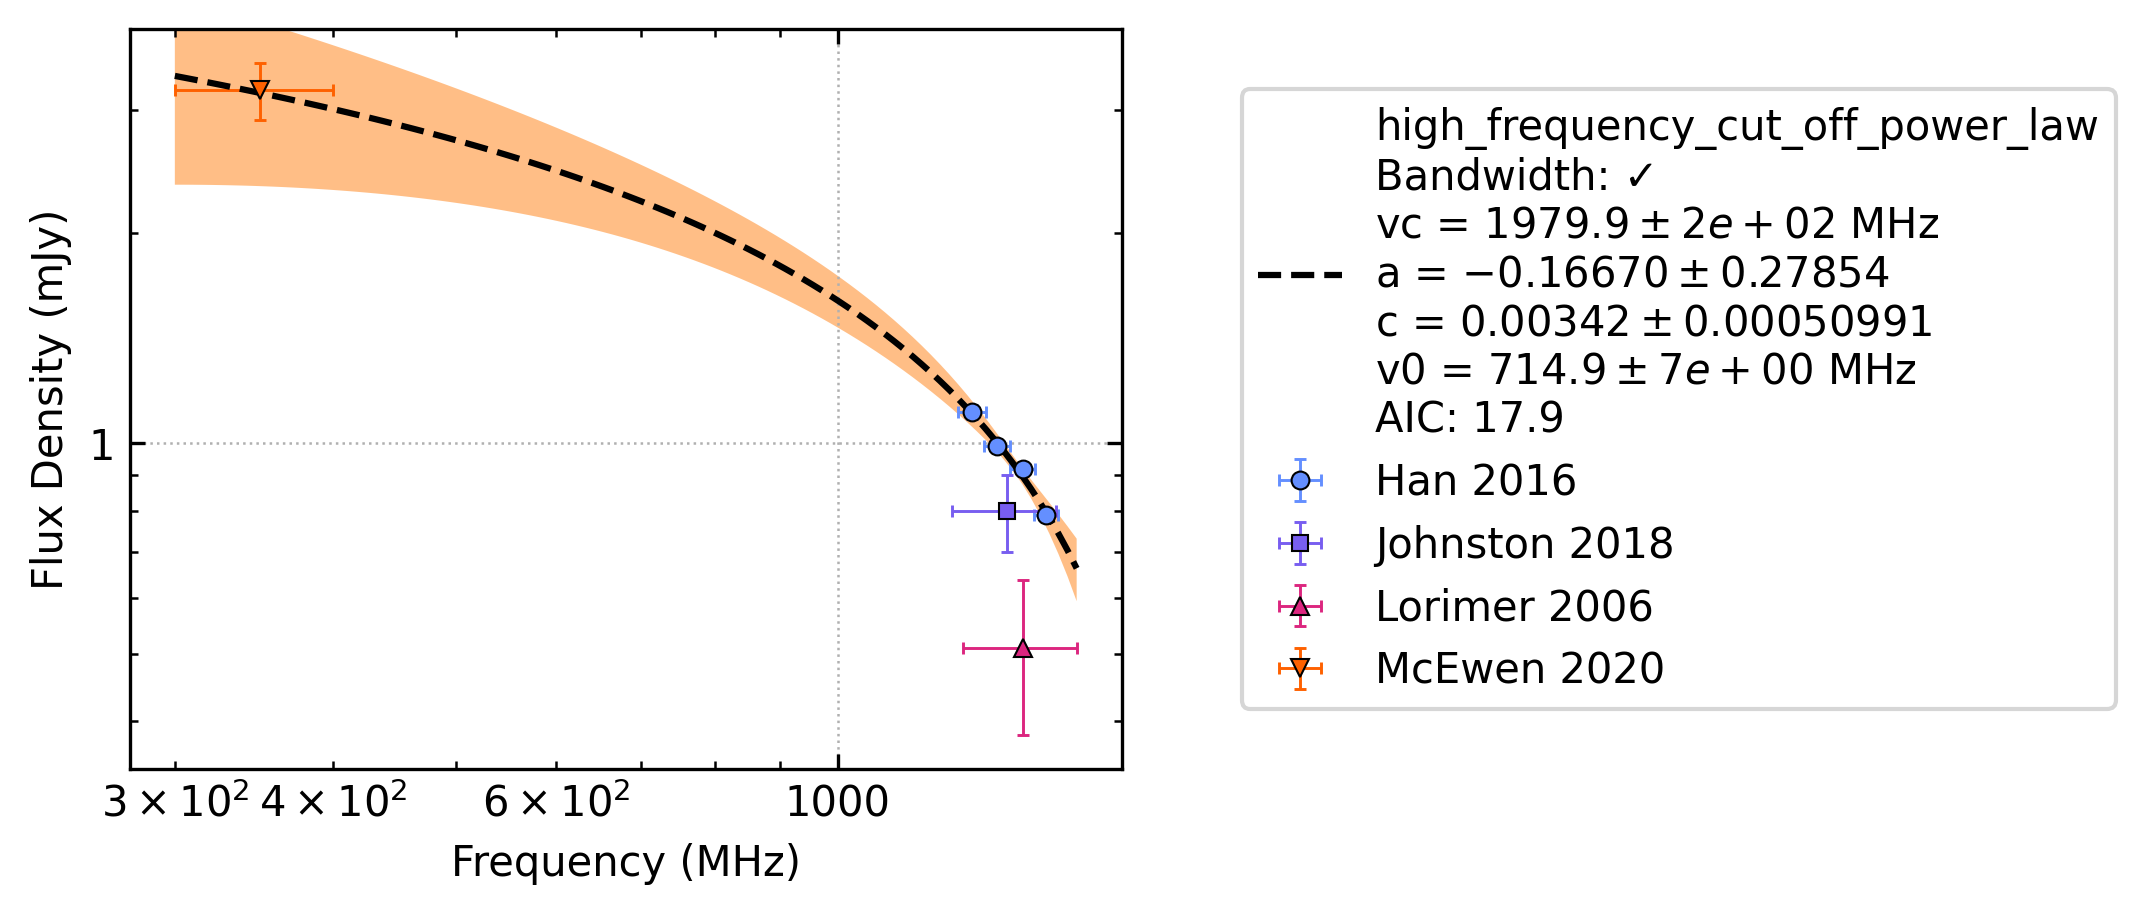 Flux Density (mJy)
1
3 × 10² 4 × 10² 6 × 10² 1000
Frequency (MHz)
high_frequency_cut_off_power_law
Bandwidth: ✓
vc = 1979.9 ± 2e + 02 MHz
a = −0.16670 ± 0.27854
c = 0.00342 ± 0.00050991
v0 = 714.9 ± 7e + 00 MHz
AIC: 17.9
Han 2016
Johnston 2018
Lorimer 2006
McEwen 2020